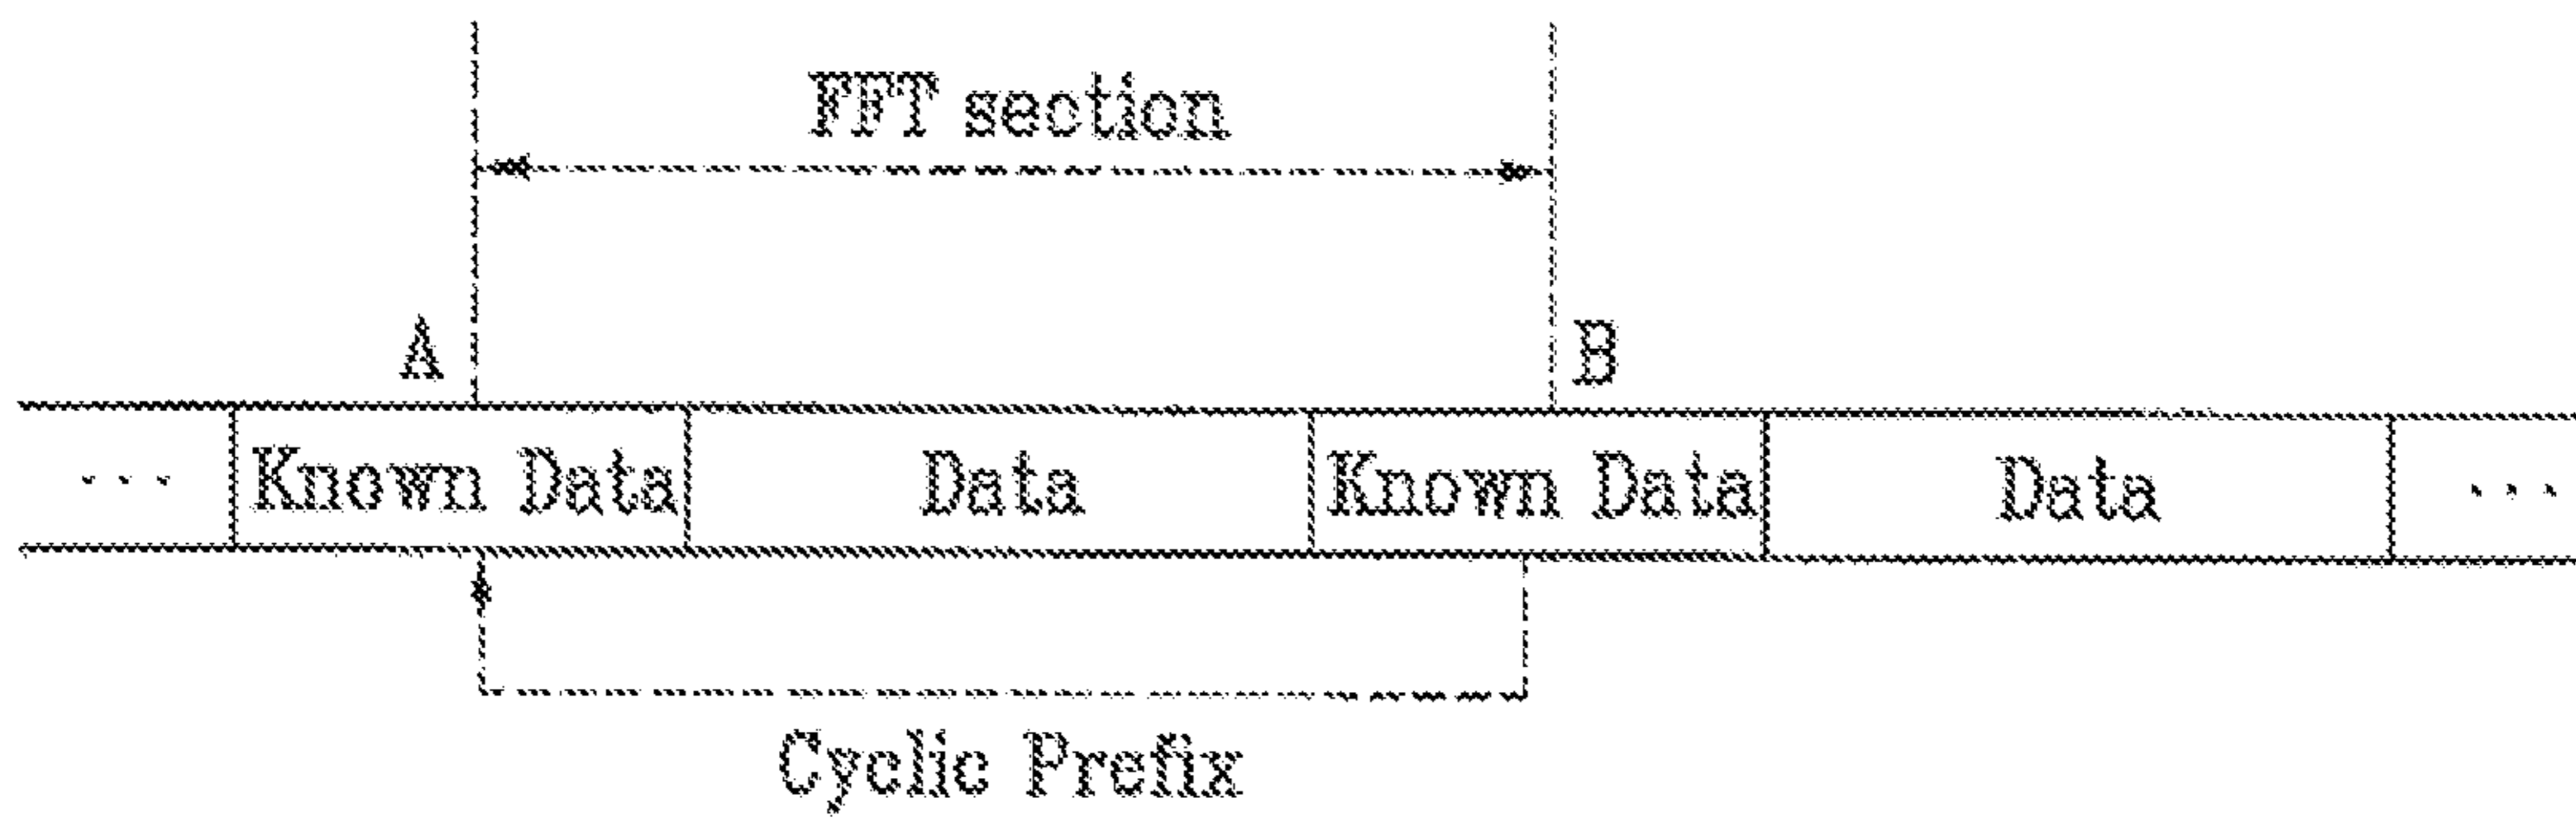 FFT section
A
B
... Known Data Data Known Data Data ...
Cyclic Prefix